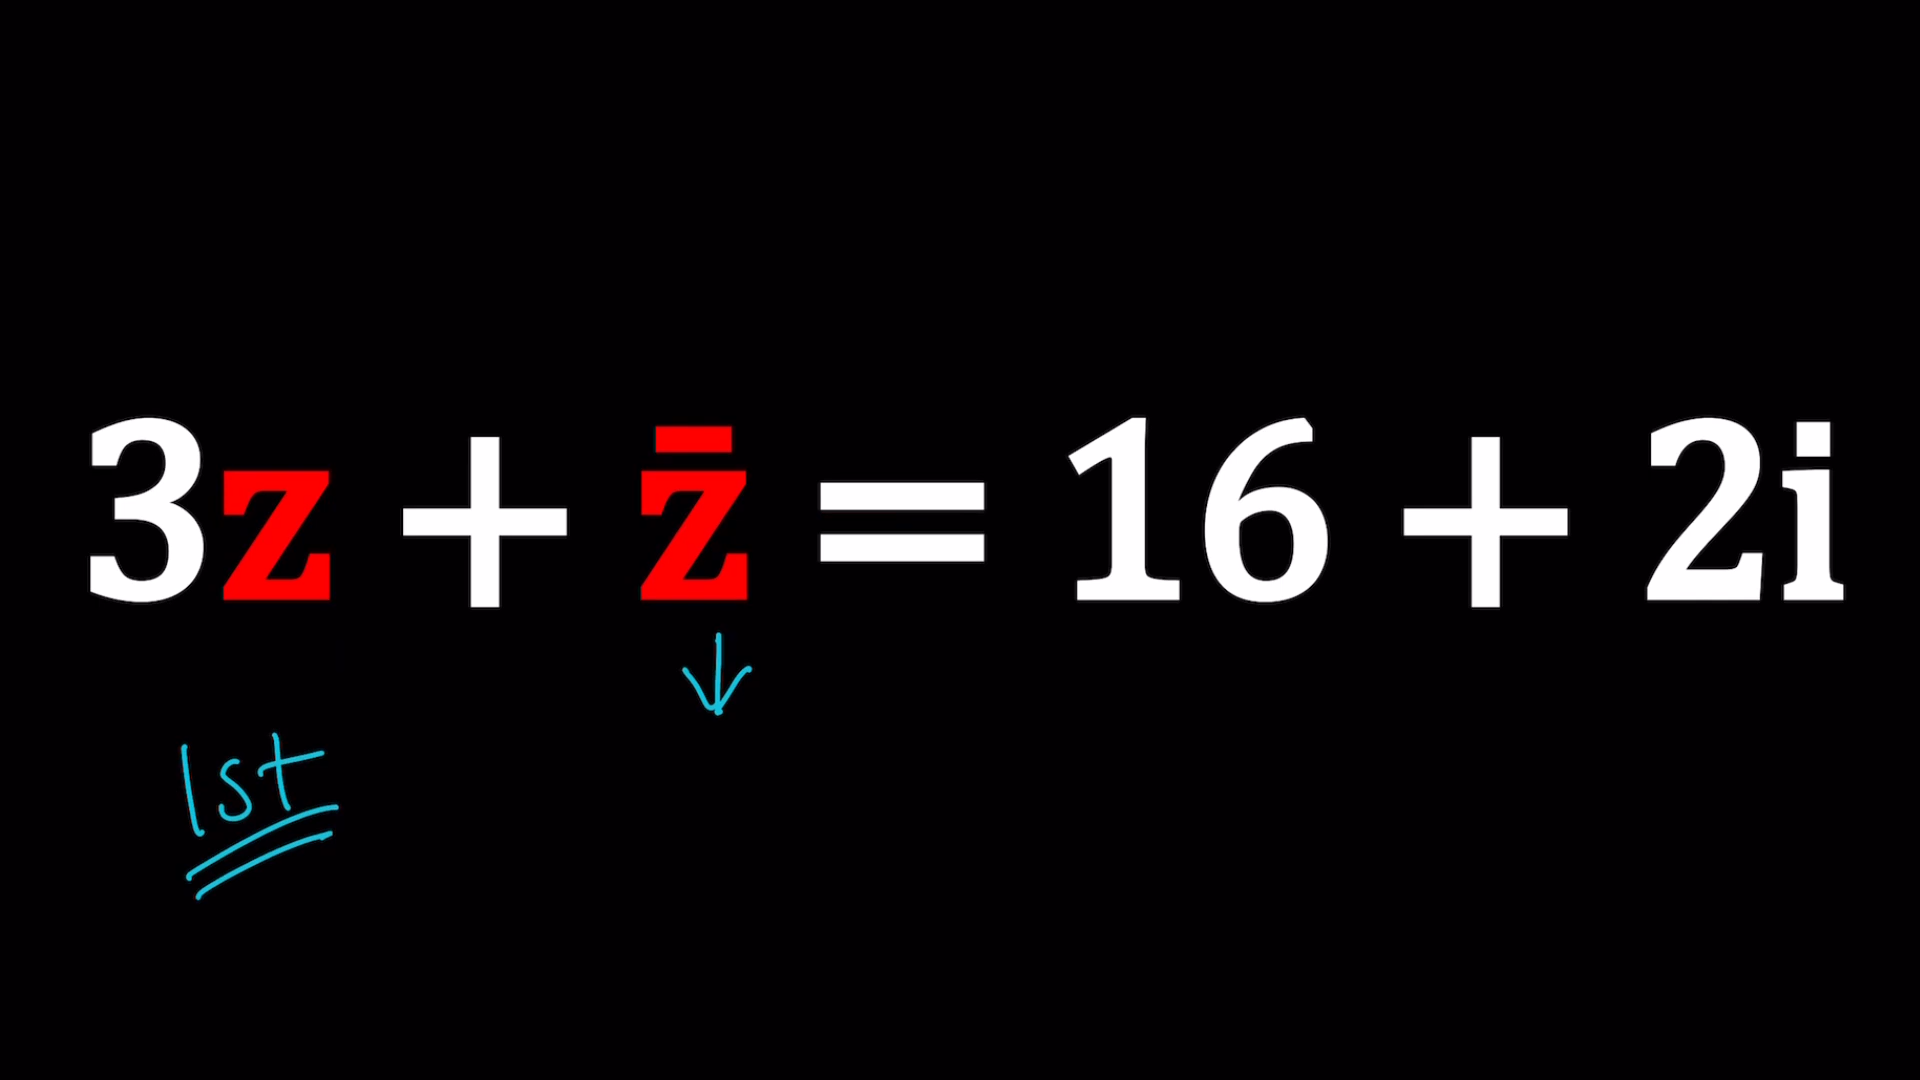 3z + z̄ = 16 + 2i
1st